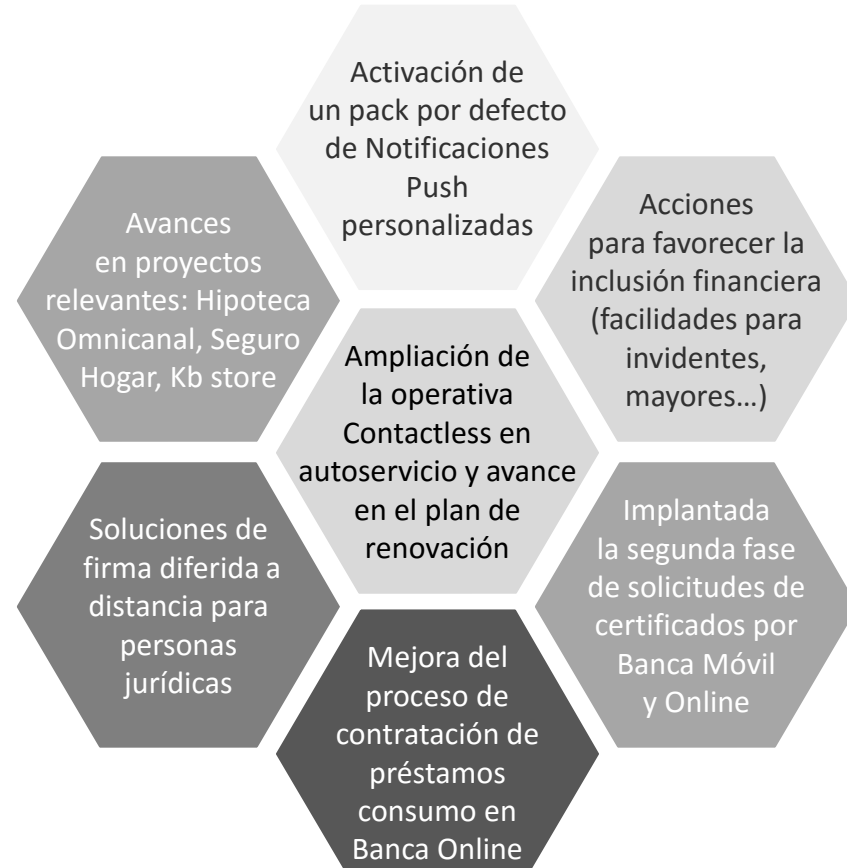 Activación de
un pack por defecto
de Notificaciones
Push
personalizadas
Avances
en proyectos
relevantes: Hipoteca
Omnicanal, Seguro
Hogar, Kb store
Acciones
para favorecer la
inclusión financiera
(facilidades para
invidentes,
mayores...)
Ampliación de
la operativa
Contactless en
autoservicio y avance
en el plan de
renovación
Soluciones de
firma diferida a
distancia para
personas
jurídicas
Implantada
la segunda fase
de solicitudes de
certificados por
Banca Móvil
y Online
Mejora del
proceso de
contratación de
préstamos
consumo en
Banca Online